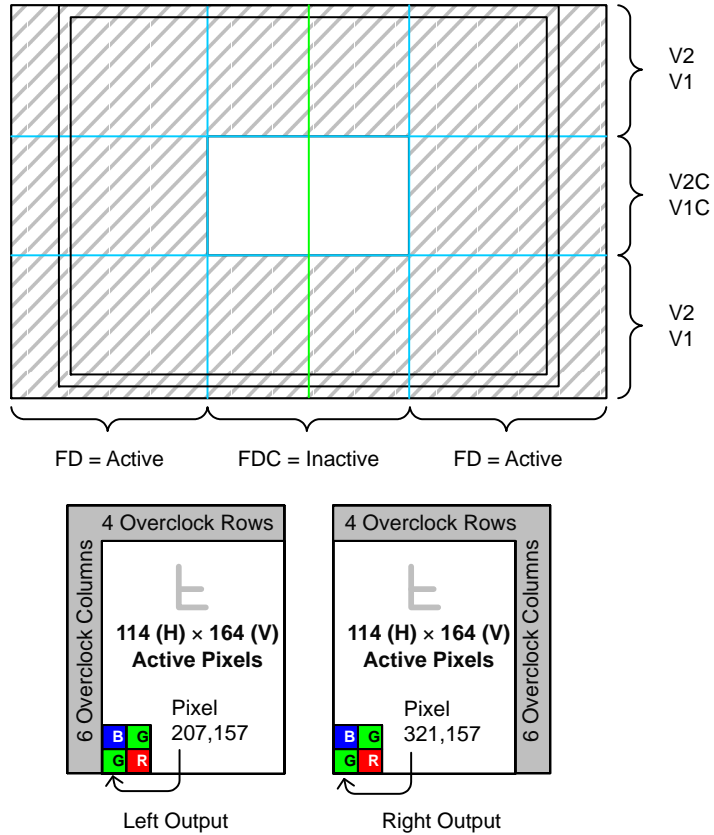 V2
V1
V2C
V1C
V2
V1
FD = Active
FDC = Inactive
FD = Active
4 Overclock Rows
6 Overclock Columns
114 (H) × 164 (V)
Active Pixels
Pixel
207,157
B G
G R
Left Output
4 Overclock Rows
6 Overclock Columns
114 (H) × 164 (V)
Active Pixels
Pixel
321,157
B G
G R
Right Output